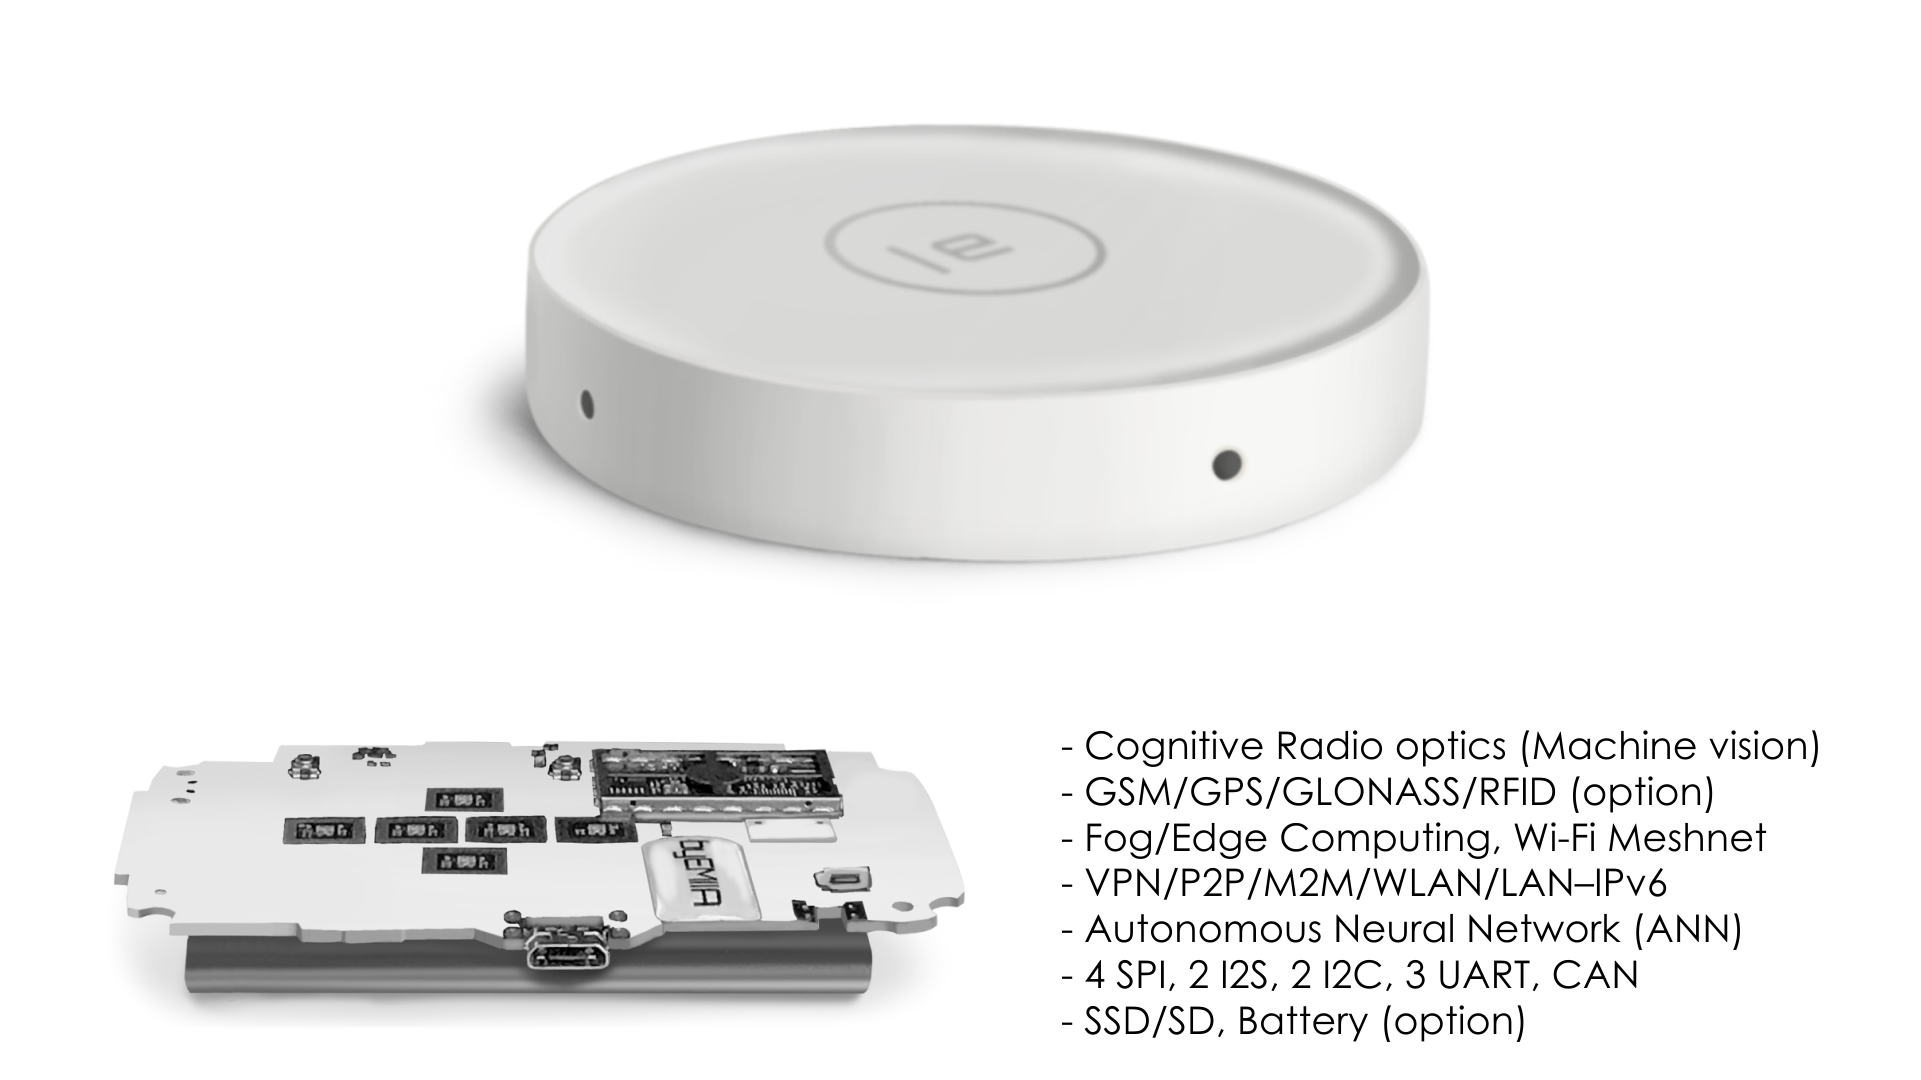 - Cognitive Radio optics (Machine vision)
- GSM/GPS/GLONASS/RFID (option)
- Fog/Edge Computing, Wi-Fi Meshnet
- VPN/P2P/M2M/WLAN/LAN–IPv6
- Autonomous Neural Network (ANN)
- 4 SPI, 2 I2S, 2 I2C, 3 UART, CAN
- SSD/SD, Battery (option)
byEMIIA